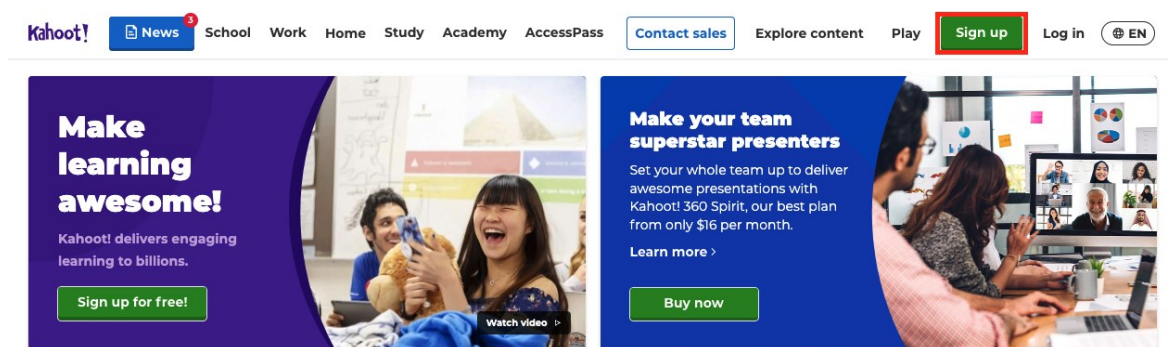 Kahoot! News 3 School Work Home Study Academy AccessPass Contact sales Explore content Play Sign up Log in EN
Make
learning
awesome!
Kahoot! delivers engaging
learning to billions.
Sign up for free!
Watch video
Make your team
superstar presenters
Set your whole team up to deliver
awesome presentations with
Kahoot! 360 Spirit, our best plan
from only $16 per month.
Learn more >
Buy now